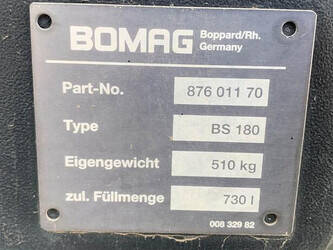 BOMAG Boppard/Rh.
Germany
Part-No. 876 011 70
Type BS 180
Eigengewicht 510 kg
zul. Füllmenge 730 l
008 329 82